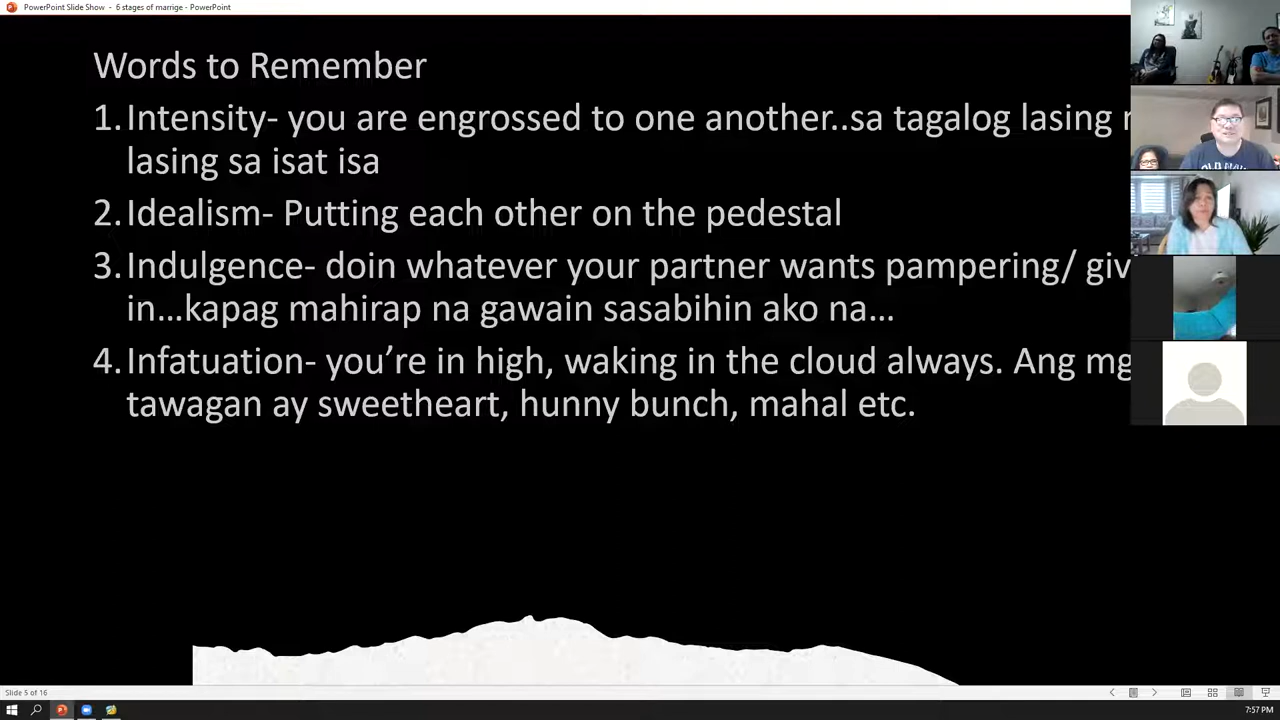 PowerPoint Slide Show - 6 stages of marrige - PowerPoint
Words to Remember
1. Intensity- you are engrossed to one another..sa tagalog lasing
lasing sa isat isa
2. Idealism- Putting each other on the pedestal
3. Indulgence- doin whatever your partner wants pampering/
in...kapag mahirap na gawain sasabihin ako na...
4. Infatuation- you’re in high, waking in the cloud always. Ang
tawagan ay sweetheart, hunny bunch, mahal etc.
Slide 5 of 16
7:57 PM